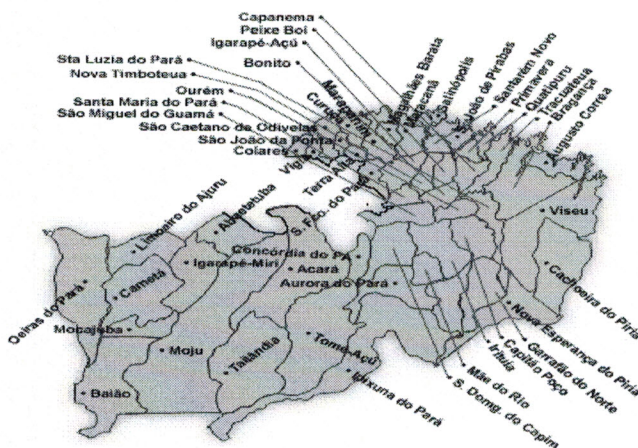 Capanema
Peixe Boi
Igarapé-Açú
Sta Luzia do Pará
Bonito
Nova Timboteua
Ourém
Santa Maria do Pará
São Miguel do Guamá
São Caetano de Odivelas
São João da Ponta
Colares
Vigia
Terra Alta
S. Fco. do Pará
Curuçá
Marapanim
Magalhães Barata
Maracanã
Salinópolis
S. João de Pirabas
Santarém Novo
Primavera
Quatipuru
Tracuateua
Bragança
Augusto Correa
Viseu
Cachoeira do Piriá
Nova Esperança do Piriá
Garrafão do Norte
Capitão Poço
Irituia
Mãe do Rio
S. Domg. do Capim
Limoeiro do Ajuru
Abaetetuba
Concórdia do PA
Igarapé-Miri
Acará
Aurora do Pará
Cametá
Oeiras do Pará
Mocajuba
Moju
Tailândia
Tomé-Açú
Baião
Ipixuna do Pará